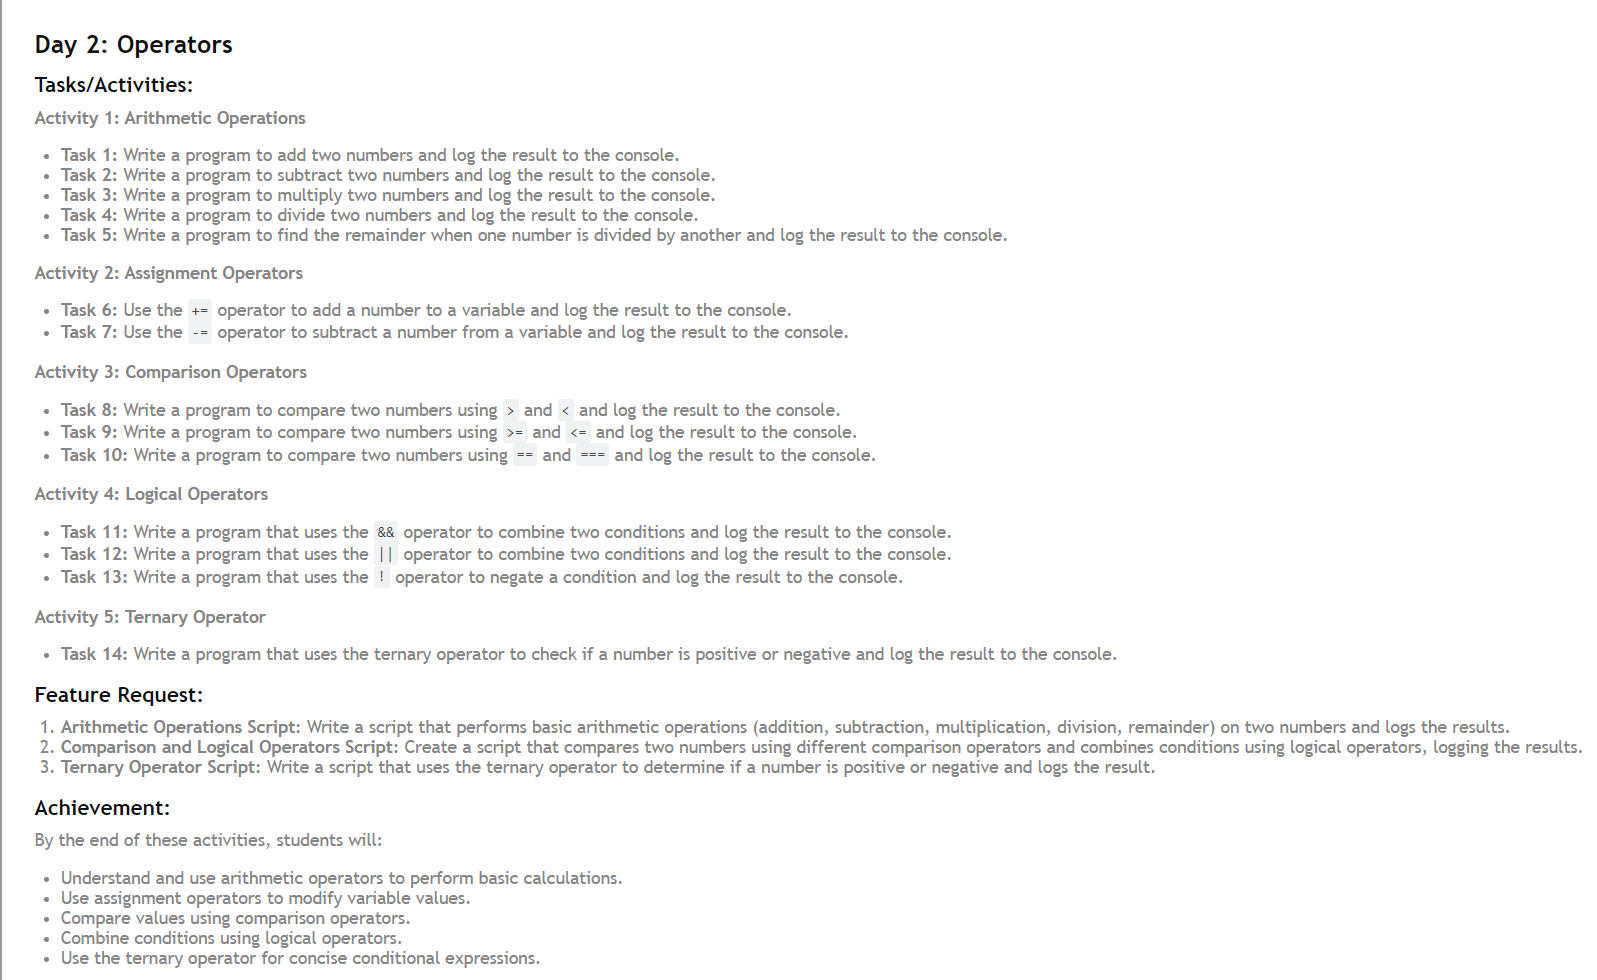 Day 2: Operators
Tasks/Activities:
Activity 1: Arithmetic Operations
• Task 1: Write a program to add two numbers and log the result to the console.
• Task 2: Write a program to subtract two numbers and log the result to the console.
• Task 3: Write a program to multiply two numbers and log the result to the console.
• Task 4: Write a program to divide two numbers and log the result to the console.
• Task 5: Write a program to find the remainder when one number is divided by another and log the result to the console.
Activity 2: Assignment Operators
• Task 6: Use the += operator to add a number to a variable and log the result to the console.
• Task 7: Use the -= operator to subtract a number from a variable and log the result to the console.
Activity 3: Comparison Operators
• Task 8: Write a program to compare two numbers using > and < and log the result to the console.
• Task 9: Write a program to compare two numbers using >= and <= and log the result to the console.
• Task 10: Write a program to compare two numbers using == and === and log the result to the console.
Activity 4: Logical Operators
• Task 11: Write a program that uses the && operator to combine two conditions and log the result to the console.
• Task 12: Write a program that uses the || operator to combine two conditions and log the result to the console.
• Task 13: Write a program that uses the ! operator to negate a condition and log the result to the console.
Activity 5: Ternary Operator
• Task 14: Write a program that uses the ternary operator to check if a number is positive or negative and log the result to the console.
Feature Request:
1. Arithmetic Operations Script: Write a script that performs basic arithmetic operations (addition, subtraction, multiplication, division, remainder) on two numbers and logs the results.
2. Comparison and Logical Operators Script: Create a script that compares two numbers using different comparison operators and combines conditions using logical operators, logging the results.
3. Ternary Operator Script: Write a script that uses the ternary operator to determine if a number is positive or negative and logs the result.
Achievement:
By the end of these activities, students will:
• Understand and use arithmetic operators to perform basic calculations.
• Use assignment operators to modify variable values.
• Compare values using comparison operators.
• Combine conditions using logical operators.
• Use the ternary operator for concise conditional expressions.